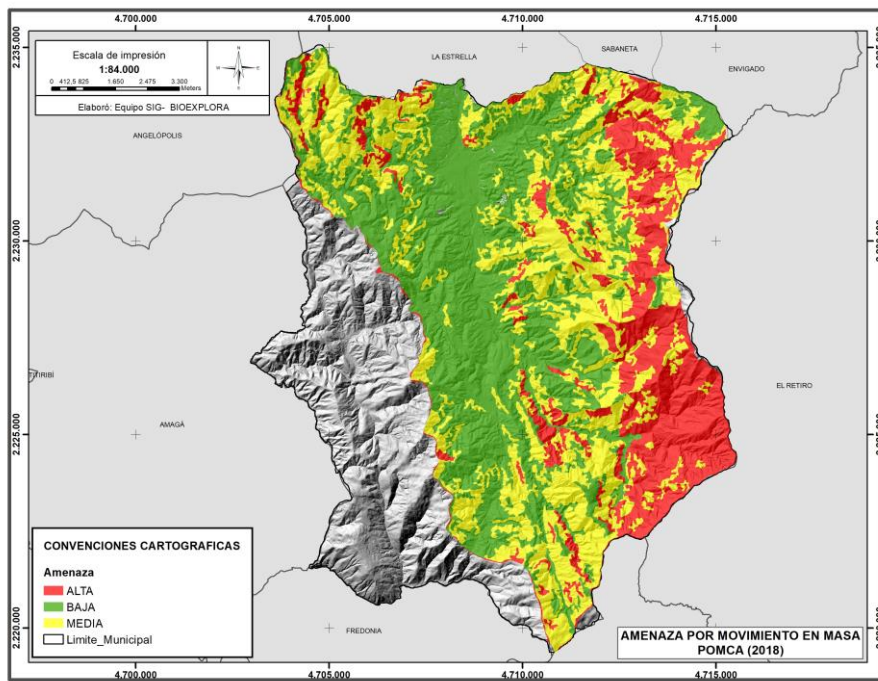 4.700.000 4.705.000 4.710.000 4.715.000
2.235.000
Escala de impresión
1:84.000
0 412,5 825 1.650 2.475 3.300
Meters
Elaboró: Equipo SIG- BIOEXPLORA
N
LA ESTRELLA
SABANETA
ENVIGADO
ANGELÓPOLIS
2.230.000
EL RETIRO
TITIRIBÍ
AMAGÁ
2.225.000
CONVENCIONES CARTOGRAFICAS
Amenaza
ALTA
BAJA
MEDIA
Limite_Municipal
2.220.000
FREDONIA
AMENAZA POR MOVIMIENTO EN MASA
POMCA (2018)
4.700.000 4.705.000 4.710.000 4.715.000